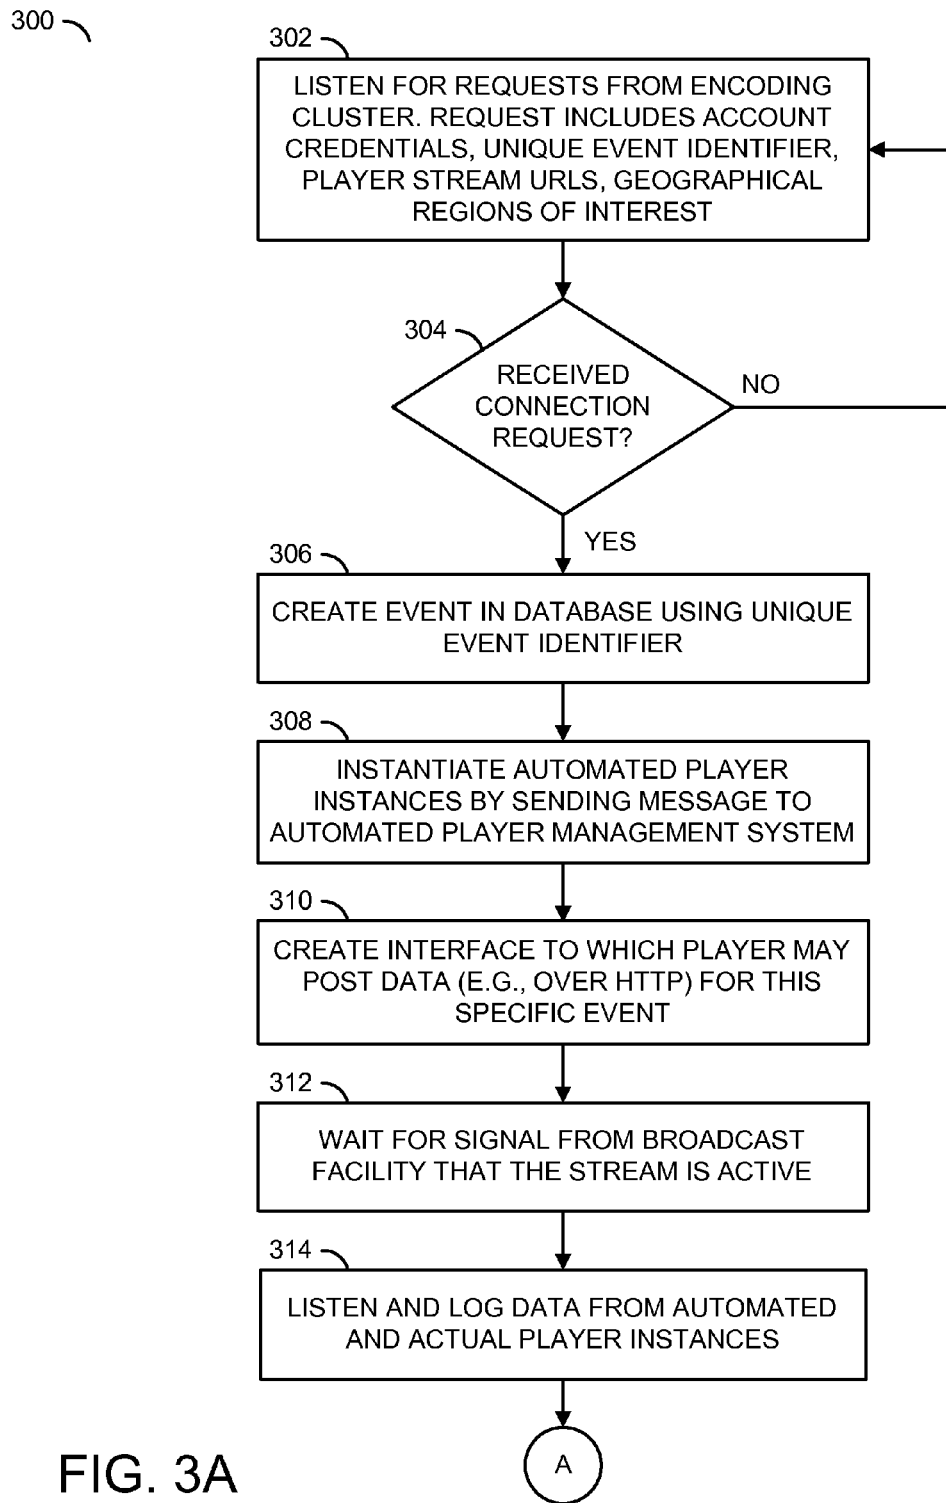 300
302
LISTEN FOR REQUESTS FROM ENCODING
CLUSTER. REQUEST INCLUDES ACCOUNT
CREDENTIALS, UNIQUE EVENT IDENTIFIER,
PLAYER STREAM URLS, GEOGRAPHICAL
REGIONS OF INTEREST
304
RECEIVED
CONNECTION
REQUEST?
NO
YES
306
CREATE EVENT IN DATABASE USING UNIQUE
EVENT IDENTIFIER
308
INSTANTIATE AUTOMATED PLAYER
INSTANCES BY SENDING MESSAGE TO
AUTOMATED PLAYER MANAGEMENT SYSTEM
310
CREATE INTERFACE TO WHICH PLAYER MAY
POST DATA (E.G., OVER HTTP) FOR THIS
SPECIFIC EVENT
312
WAIT FOR SIGNAL FROM BROADCAST
FACILITY THAT THE STREAM IS ACTIVE
314
LISTEN AND LOG DATA FROM AUTOMATED
AND ACTUAL PLAYER INSTANCES
A
FIG. 3A